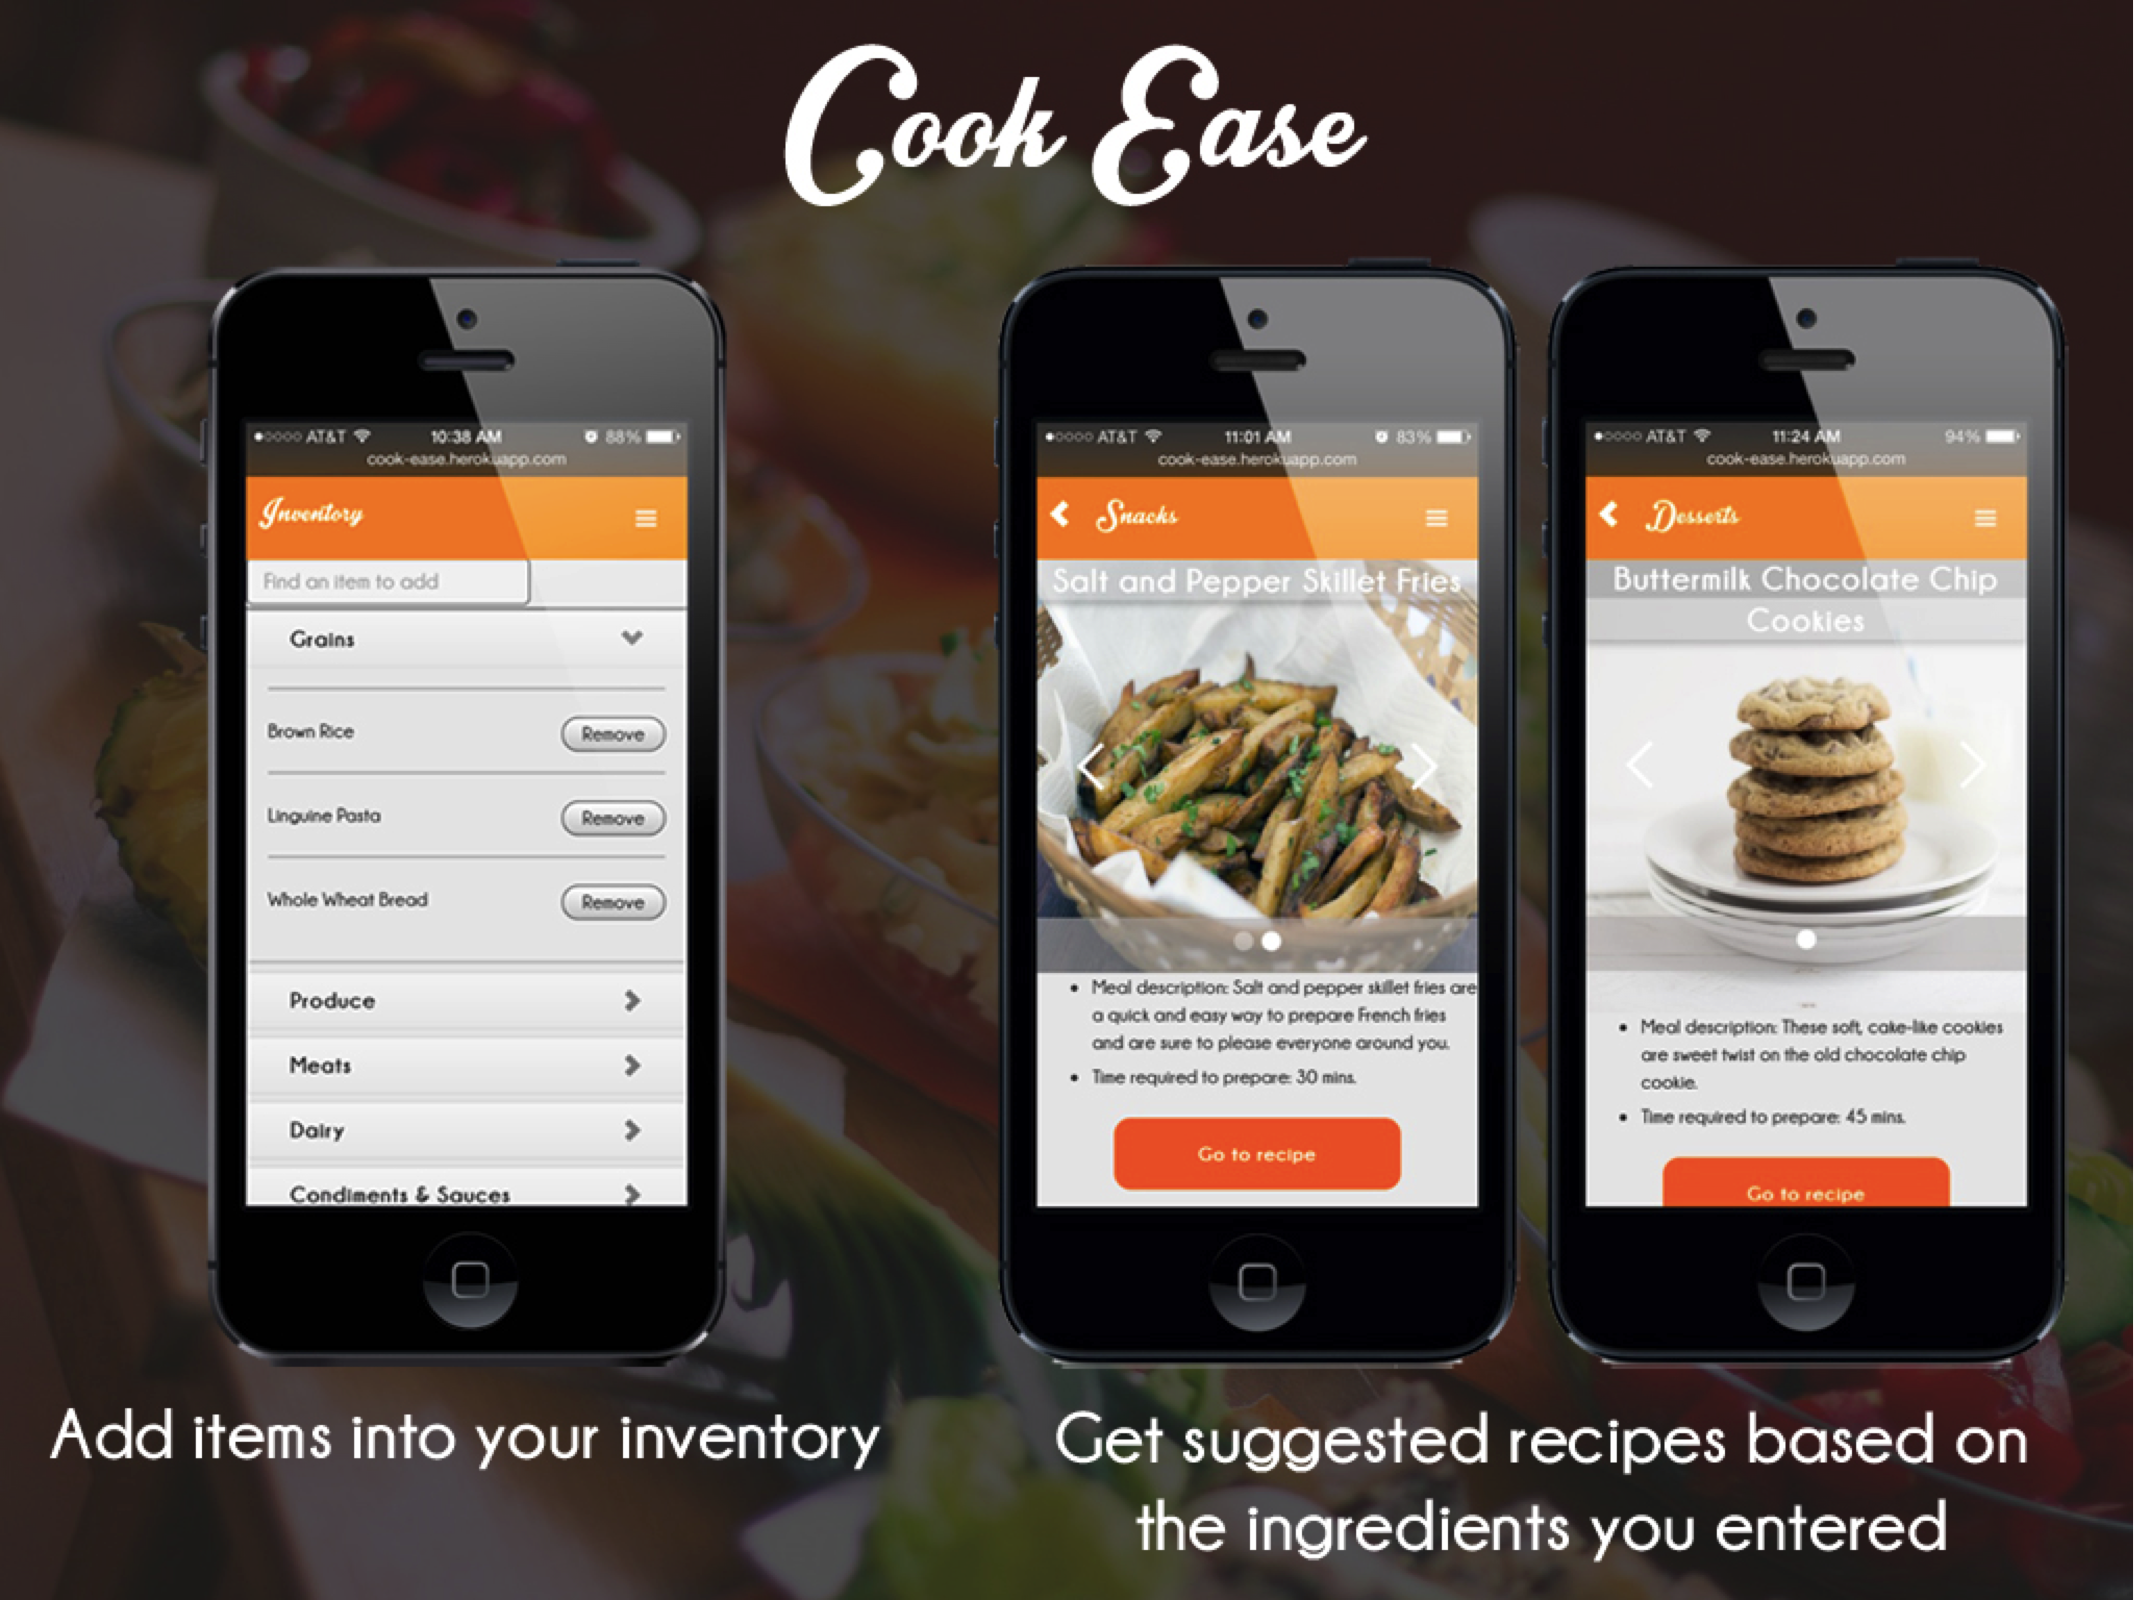 Cook Ease
AT&T 10:38 AM 88%
cook-ease.herokuapp.com
Inventory
Find an item to add
Grains
Brown Rice Remove
Linguine Pasta Remove
Whole Wheat Bread Remove
Produce
Meats
Dairy
Condiments & Sauces
Add items into your inventory
AT&T 11:01 AM 83%
cook-ease.herokuapp.com
Snacks
Salt and Pepper Skillet Fries
• Meal description: Salt and pepper skillet fries are
a quick and easy way to prepare French fries
and are sure to please everyone around you.
• Time required to prepare: 30 mins.
Go to recipe
AT&T 11:24 AM 94%
cook-ease.herokuapp.com
Desserts
Buttermilk Chocolate Chip
Cookies
• Meal description: These soft, cake-like cookies
are sweet twist on the old chocolate chip
cookie.
• Time required to prepare: 45 mins.
Go to recipe
Get suggested recipes based on
the ingredients you entered